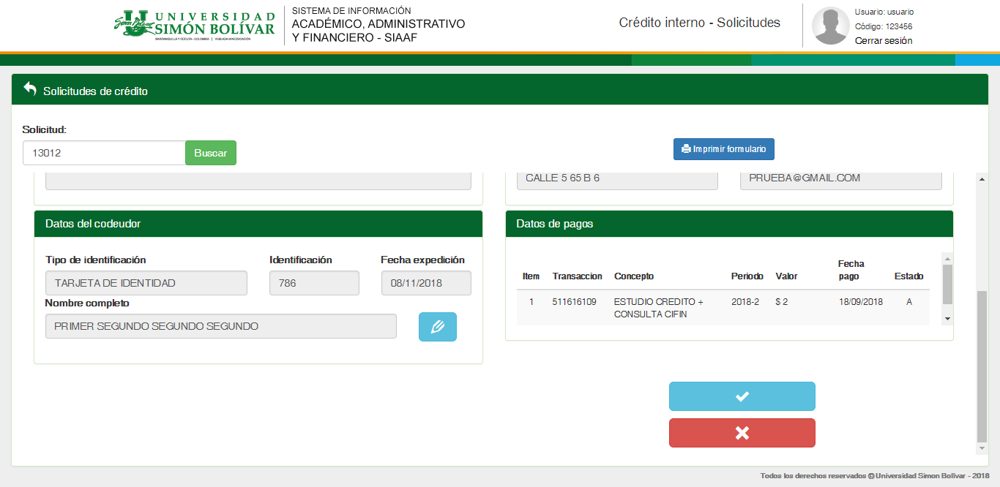 UNIVERSIDAD
SIMÓN BOLÍVAR
BARRANQUILLA Y CÚCUTA - COLOMBIA | VIGILADA MINEDUCACIÓN
SISTEMA DE INFORMACIÓN
ACADÉMICO, ADMINISTRATIVO
Y FINANCIERO - SIAAF
Crédito interno - Solicitudes
Usuario: usuario
Código: 123456
Cerrar sesión
Solicitudes de crédito
Solicitud:
13012 Buscar
Imprimir formulario
CALLE 5 65 B 6 PRUEBA@GMAIL.COM
Datos del codeudor
Tipo de identificación Identificación Fecha expedición
TARJETA DE IDENTIDAD 786 08/11/2018
Nombre completo
PRIMER SEGUNDO SEGUNDO SEGUNDO
Datos de pagos
Item Transaccion Concepto Periodo Valor Fecha pago Estado
1 511616109 ESTUDIO CREDITO + 2018-2 $ 2 18/09/2018 A
CONSULTA CIFIN
Todos los derechos reservados @ Universidad Simon Bolívar - 2018